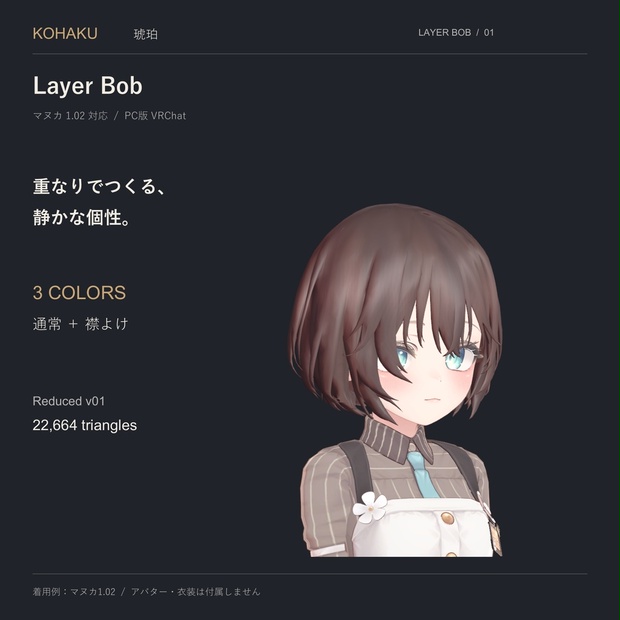 KOHAKU 琥珀 LAYER BOB / 01
Layer Bob
マヌカ 1.02 対応 / PC版 VRChat
重なりでつくる、
静かな個性。
3 COLORS
通常 + 襟よけ
Reduced v01
22,664 triangles
着用例：マヌカ1.02 / アバター・衣装は付属しません